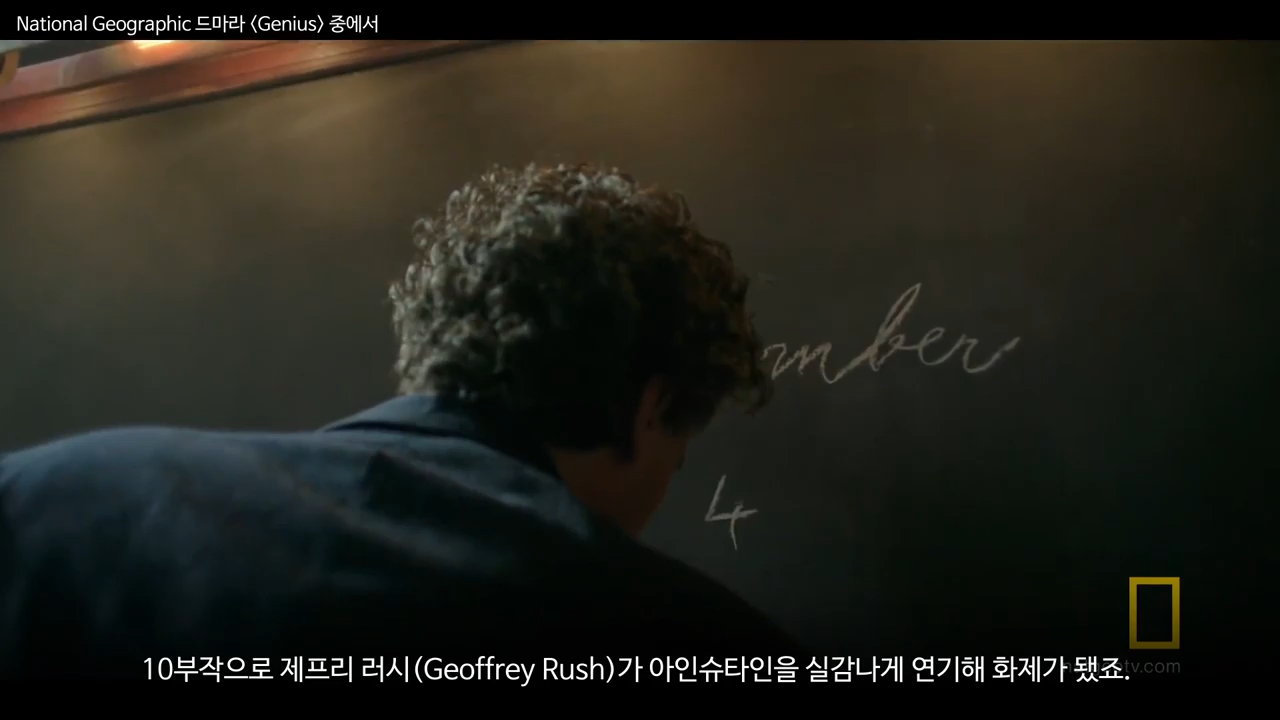 National Geographic 드마라 〈Genius〉 중에서
mber
4
10부작으로 제프리 러시(Geoffrey Rush)가 아인슈타인을 실감나게 연기해 화제가 됐죠.